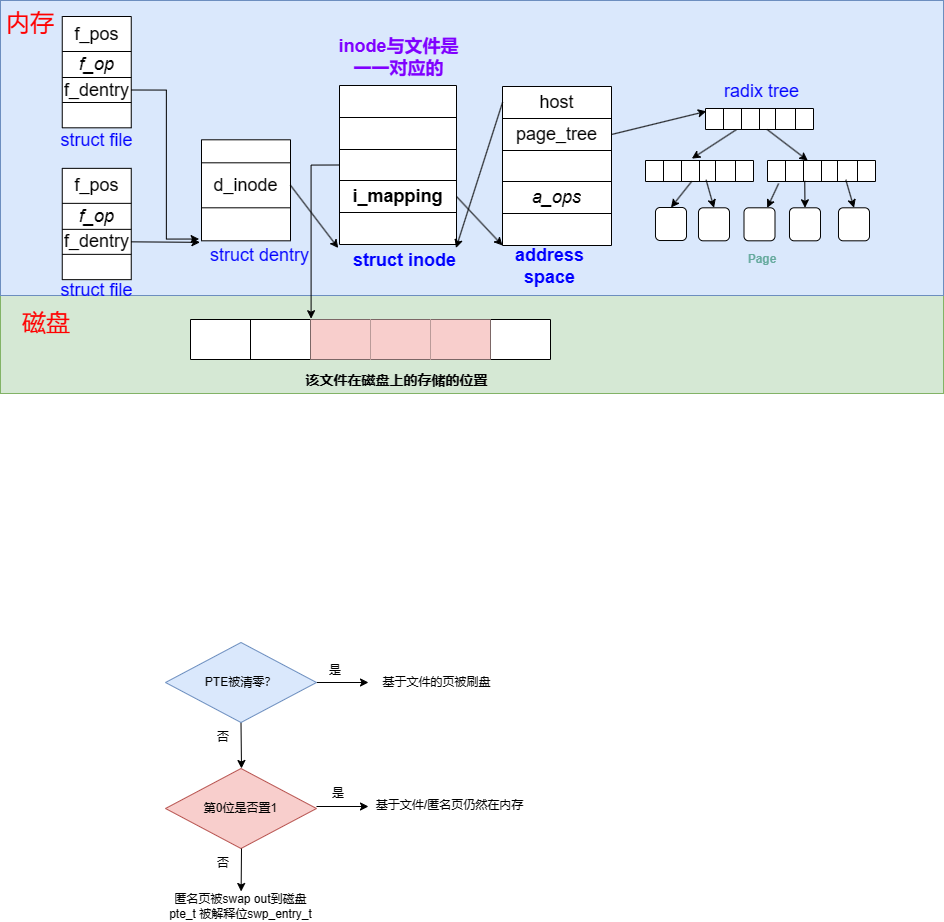 内存
f_pos
f_op
f_dentry
struct file
f_pos
f_op
f_dentry
struct file
d_inode
struct dentry
inode与文件是
一一对应的
i_mapping
struct inode
host
page_tree
a_ops
address
space
radix tree
Page
磁盘
该文件在磁盘上的存储的位置
PTE被清零?
是
基于文件的页被刷盘
否
第0位是否置1
是
基于文件/匿名页仍然在内存
否
匿名页被swap out到磁盘
pte_t 被解释位swp_entry_t